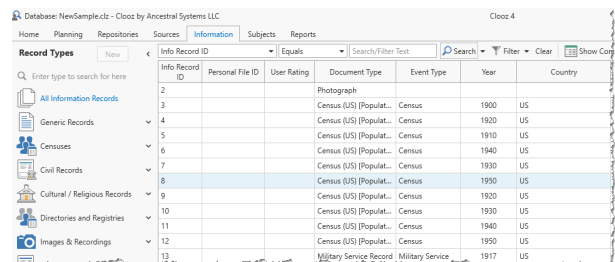 Database: NewSample.clz - Clooz by Ancestral Systems LLC Clooz 4
Home Planning Repositories Sources Information Subjects Reports
Record Types New < Info Record ID Equals Search/Filter Text Search Filter Clear Show
Enter type to search for here
Info Record ID Personal File ID User Rating Document Type Event Type Year Country
All Information Records
Generic Records
Censuses
Civil Records
Cultural / Religious Records
Directories and Registries
Images & Recordings
2 Photograph
3 Census (US) [Populat... Census 1900 US
4 Census (US) [Populat... Census 1920 US
5 Census (US) [Populat... Census 1910 US
6 Census (US) [Populat... Census 1940 US
7 Census (US) [Populat... Census 1930 US
8 Census (US) [Populat... Census 1950 US
9 Census (US) [Populat... Census 1920 US
10 Census (US) [Populat... Census 1930 US
11 Census (US) [Populat... Census 1940 US
12 Census (US) [Populat... Census 1950 US
13 Military Service Record Military Service 1917 US